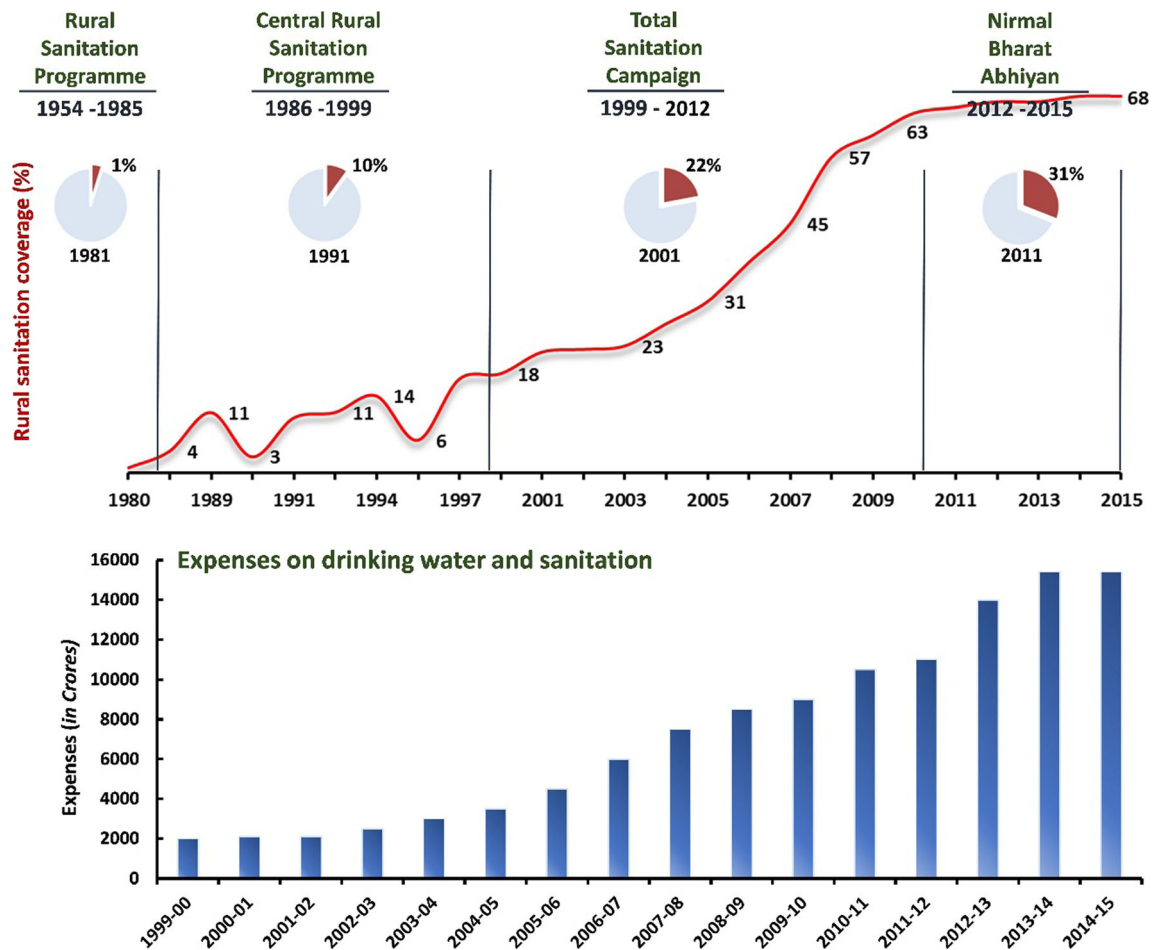 Rural
Sanitation
Programme
1954 -1985
Central Rural
Sanitation
Programme
1986 -1999
Total
Sanitation
Campaign
1999 - 2012
Nirmal
Bharat
Abhiyan
2012 -2015
Rural sanitation coverage (%)
1%
1981
10%
1991
22%
2001
31%
2011
4
11
3
11
14
6
18
23
31
45
57
63
68
1980 1989 1991 1994 1997 2001 2003 2005 2007 2009 2011 2013 2015
Expenses on drinking water and sanitation
Expenses (in Crores)
16000
14000
12000
10000
8000
6000
4000
2000
0
1999-00 2000-01 2001-02 2002-03 2003-04 2004-05 2005-06 2006-07 2007-08 2008-09 2009-10 2010-11 2011-12 2012-13 2013-14 2014-15